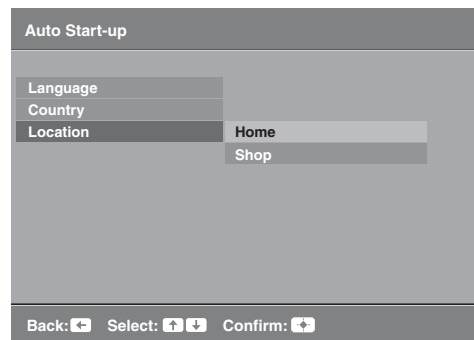 Auto Start-up
Language
Country
Location Home
Shop
Back: Select: Confirm: